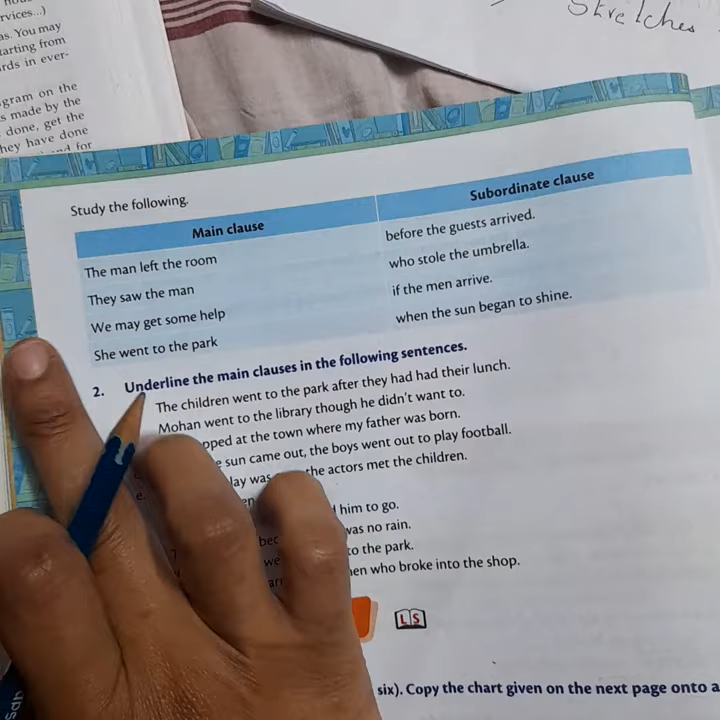 rvices...)
as. You may
tarting from
rds in ever-
gram on the
s made by the
done, get the
hey have done
for
Stretches
Study the following.
Main clause Subordinate clause
The man left the room before the guests arrived.
They saw the man who stole the umbrella.
We may get some help if the men arrive.
She went to the park when the sun began to shine.
2. Underline the main clauses in the following sentences.
The children went to the park after they had had their lunch.
Mohan went to the library though he didn't want to.
pped at the town where my father was born.
e sun came out, the boys went out to play football.
lay was the actors met the children.
e.
him to go.
bec was no rain.
we to the park.
en who broke into the shop.
LS
six). Copy the chart given on the next page onto a